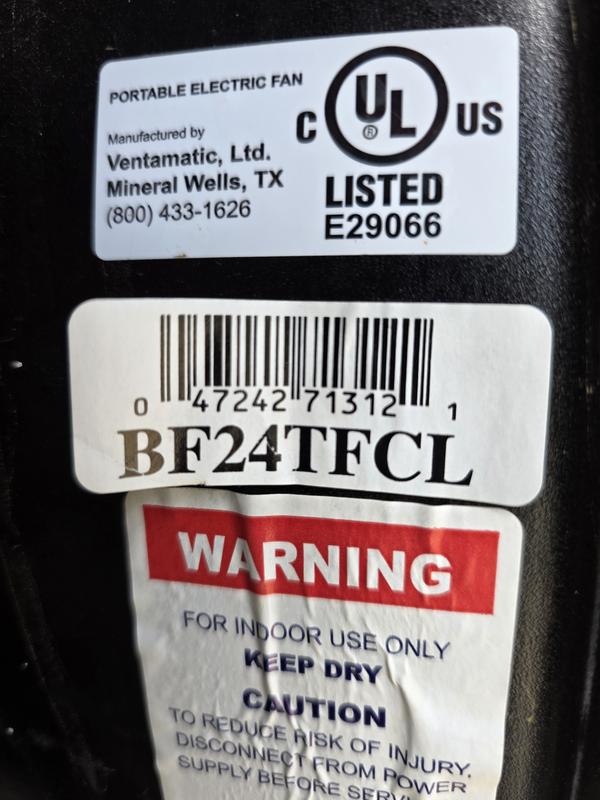 PORTABLE ELECTRIC FAN
Manufactured by
Ventamatic, Ltd.
Mineral Wells, TX
(800) 433-1626
C UL® US
LISTED
E29066
0 47242 71312 1
BF24TFCL
WARNING
FOR INDOOR USE ONLY
KEEP DRY
CAUTION
TO REDUCE RISK OF INJURY,
DISCONNECT FROM POWER
SUPPLY BEFORE